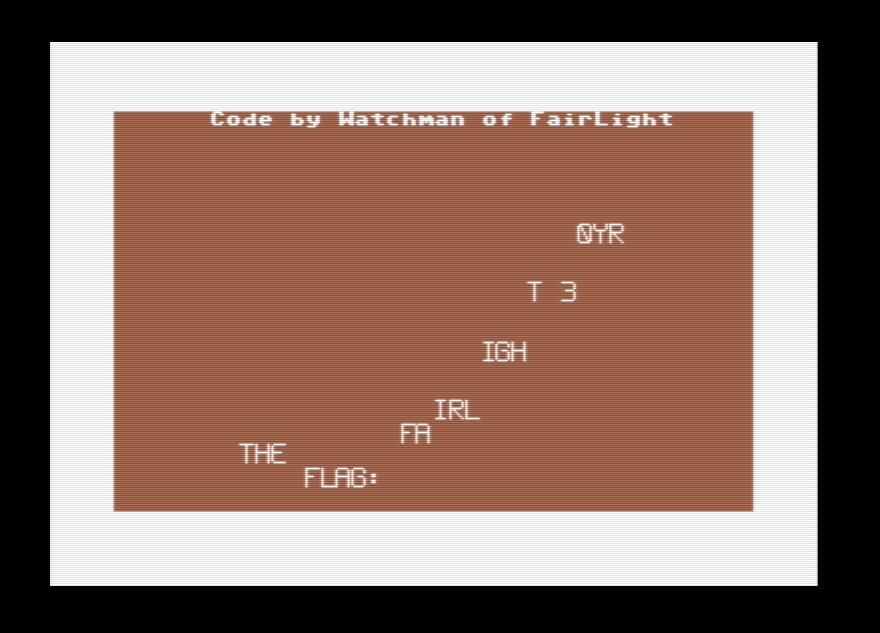 Code by Watchman of FairLight
0YR
T 3
IGH
IRL
FA
THE
FLAG: